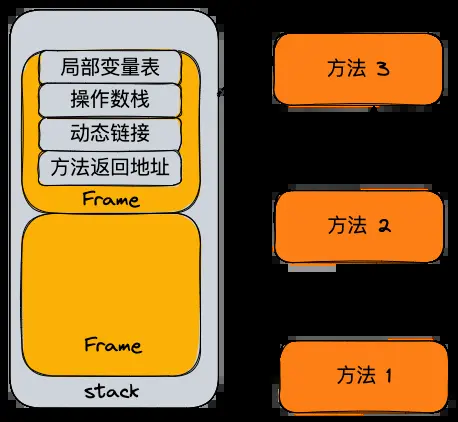 局部变量表
操作数栈
动态链接
方法返回地址
Frame
Frame
stack
方法 3
方法 2
方法 1